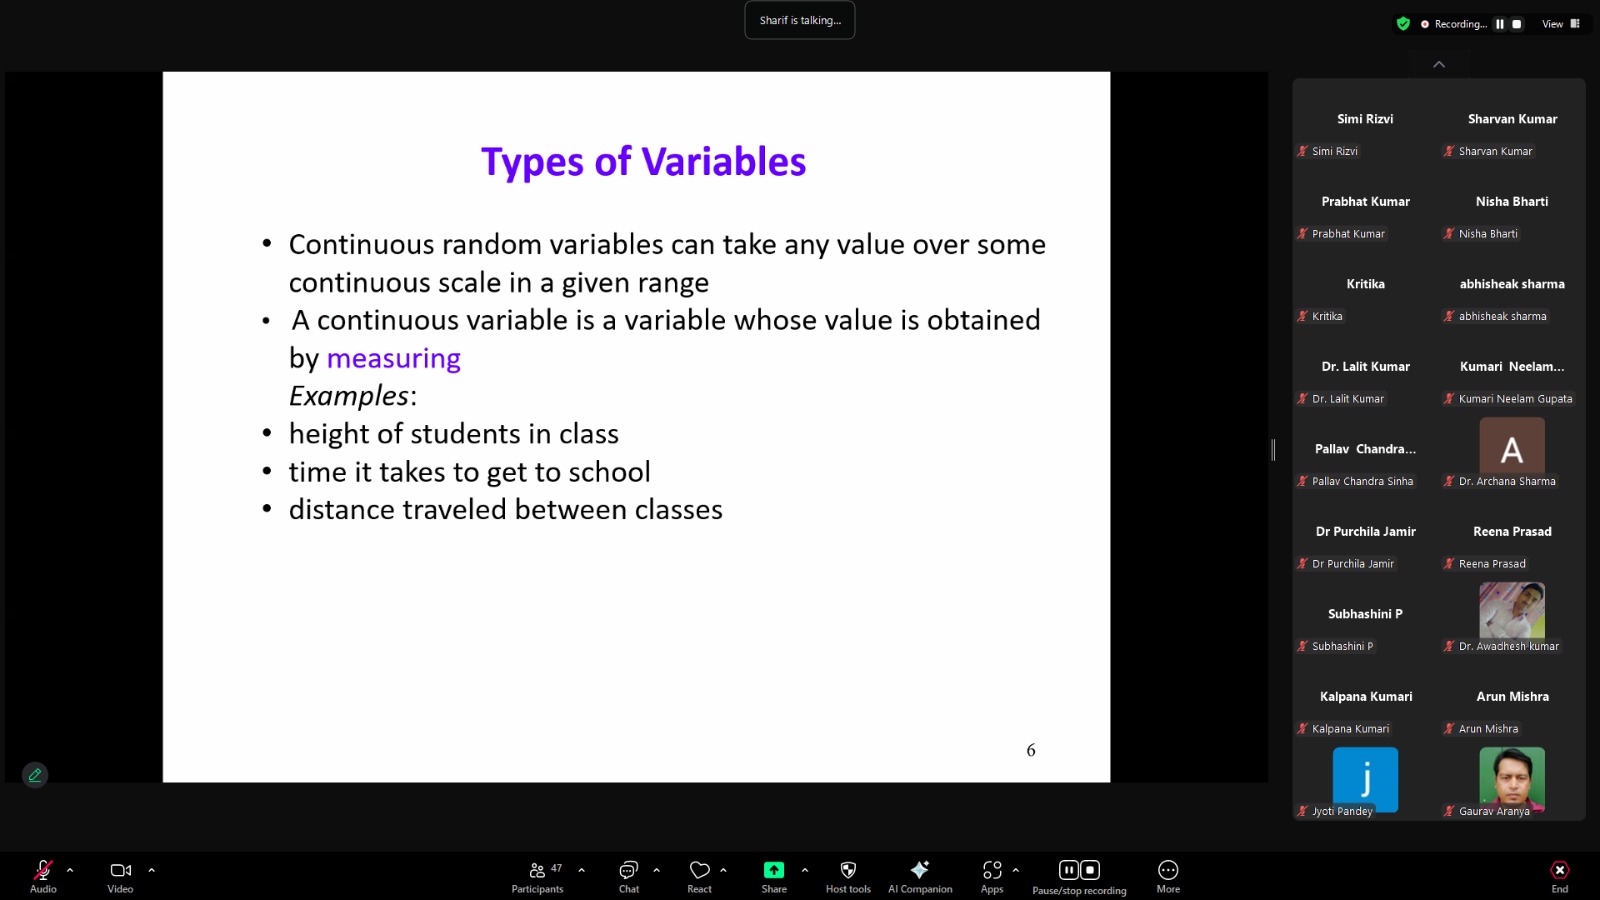 Sharif is talking...
Recording...
View
Types of Variables
• Continuous random variables can take any value over some
continuous scale in a given range
• A continuous variable is a variable whose value is obtained
by measuring
Examples:
• height of students in class
• time it takes to get to school
• distance traveled between classes
6
Simi Rizvi
Simi Rizvi
Sharvan Kumar
Sharvan Kumar
Prabhat Kumar
Prabhat Kumar
Nisha Bharti
Nisha Bharti
Kritika
Kritika
abhisheak sharma
abhisheak sharma
Dr. Lalit Kumar
Dr. Lalit Kumar
Kumari Neelam...
Kumari Neelam Gupata
Pallav Chandra...
Pallav Chandra Sinha
A
Dr. Archana Sharma
Dr Purchila Jamir
Dr Purchila Jamir
Reena Prasad
Reena Prasad
Subhashini P
Subhashini P
Dr. Awadhesh kumar
Kalpana Kumari
Kalpana Kumari
Arun Mishra
Arun Mishra
j
Jyoti Pandey
Gaurav Aranya
Audio
Video
47
Participants
Chat
React
Share
Host tools
AI Companion
Apps
Pause/stop recording
More
End